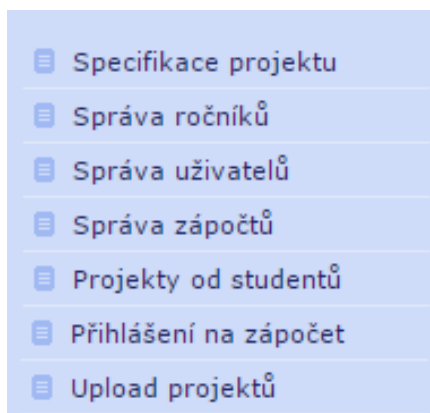 Specifikace projektu
Správa ročníků
Správa uživatelů
Správa zápočtů
Projekty od studentů
Přihlášení na zápočet
Upload projektů